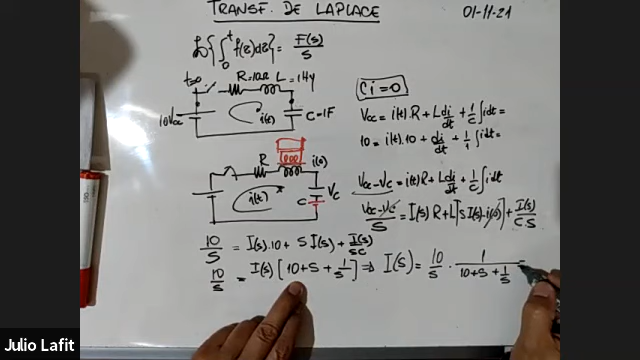 TRANSF. DE LAPLACE 01-11-21
L{∫₀ᵗ f(z)dz} = F(s)/s
t=0 R=10Ω L=1Hy
10Vcc i(t) C=1F
Ci=0
Vcc = i(t).R + L di/dt + 1/C ∫idt =
10 = i(t).10 + di/dt + 1/1 ∫idt =
R i(0)
i(t) C Vc
Vcc-Vc = i(t)R + L di/dt + 1/C ∫idt
Vcc-Vc/S = I(s) R + L[S I(s)-i(0)] + I(s)/C.S
10/S = I(s).10 + S I(s) + I(s)/SC
10/S = I(s)[10+S+1/S] ⇒ I(s) = 10/S · 1/(10+S+1/S) =
Julio Lafit